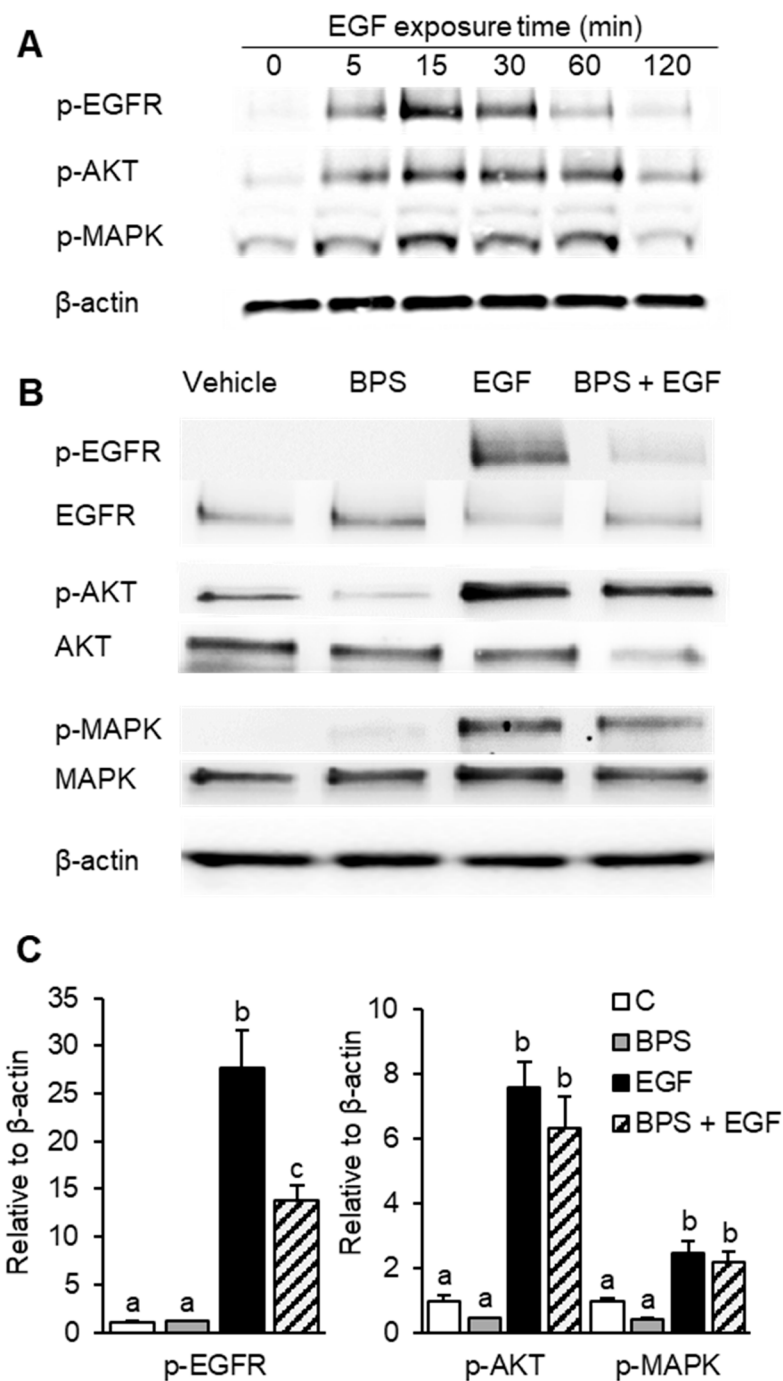 A
EGF exposure time (min)
0 5 15 30 60 120
p-EGFR
p-AKT
p-MAPK
β-actin
B
Vehicle BPS EGF BPS + EGF
p-EGFR
EGFR
p-AKT
AKT
p-MAPK
MAPK
β-actin
C
Relative to β-actin
35
30
25
20
15
10
5
0
a a b c
p-EGFR
Relative to β-actin
10
8
6
4
2
0
a a b b
a a b b
p-AKT p-MAPK
C
BPS
EGF
BPS + EGF